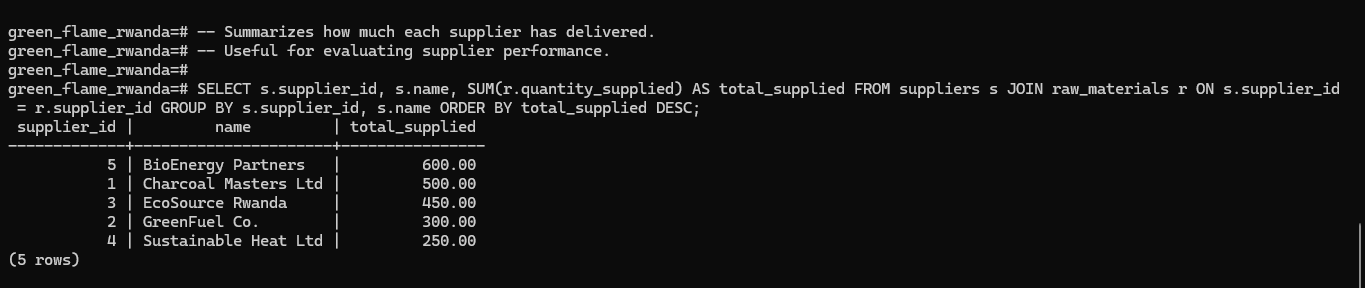 green_flame_rwanda=# -- Summarizes how much each supplier has delivered.
green_flame_rwanda=# -- Useful for evaluating supplier performance.
green_flame_rwanda=#
green_flame_rwanda=# SELECT s.supplier_id, s.name, SUM(r.quantity_supplied) AS total_supplied FROM suppliers s JOIN raw_materials r ON s.supplier_id
 = r.supplier_id GROUP BY s.supplier_id, s.name ORDER BY total_supplied DESC;
 supplier_id |         name         | total_supplied
-------------+----------------------+----------------
           5 | BioEnergy Partners   |         600.00
           1 | Charcoal Masters Ltd |         500.00
           3 | EcoSource Rwanda     |         450.00
           2 | GreenFuel Co.        |         300.00
           4 | Sustainable Heat Ltd |         250.00
(5 rows)